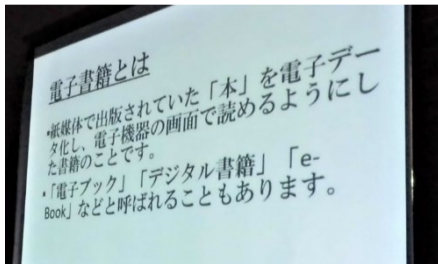 電子書籍とは
•紙媒体で出版されていた「本」を電子デー
タ化し、電子機器の画面で読めるようにし
た書籍のことです。
•「電子ブック」「デジタル書籍」「e-
Book」などと呼ばれることもあります。